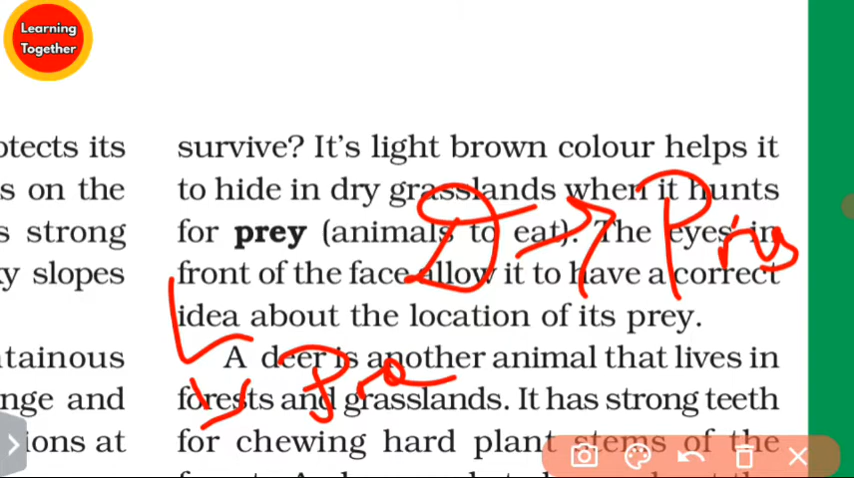 Learning
Together
otects its
s on the
s strong
y slopes
tainous
nge and
ions at
survive? It's light brown colour helps it
to hide in dry grasslands when it hunts
for prey (animals to eat). The eyes in
front of the face allow it to have a correct
idea about the location of its prey.
A deer is another animal that lives in
forests and grasslands. It has strong teeth
for chewing hard plant stems of the